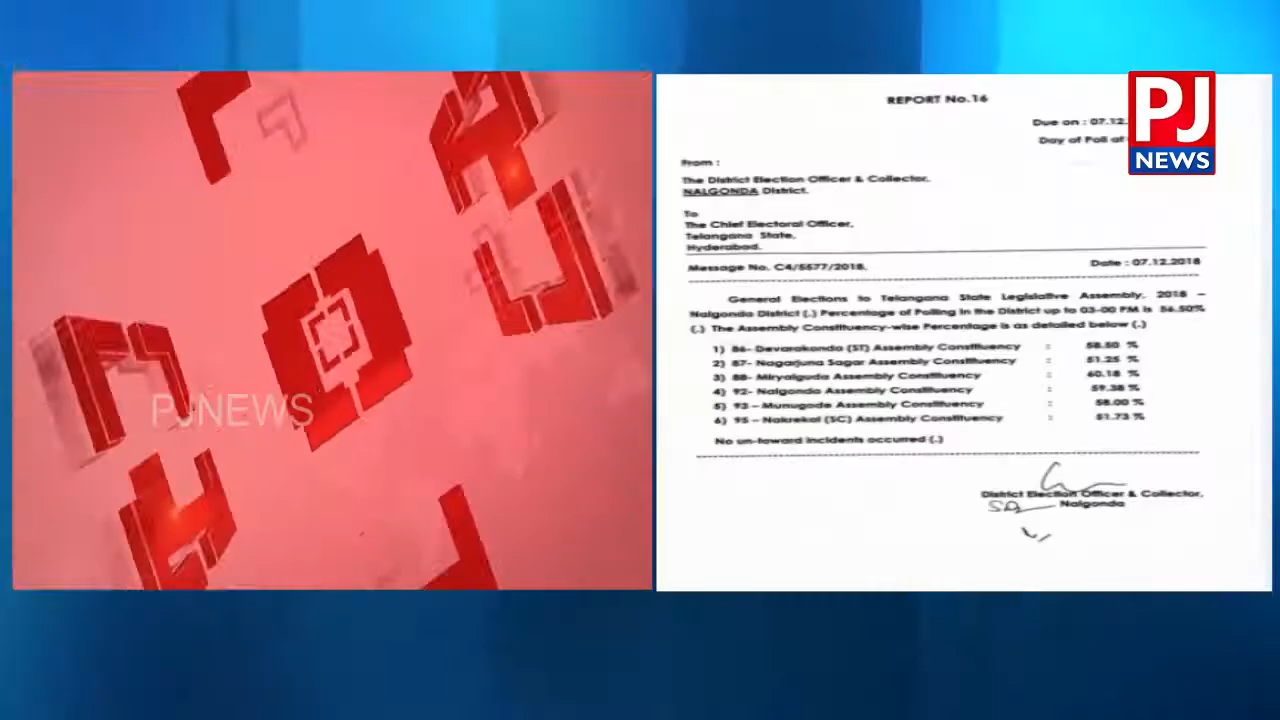 PJNEWS
PJ
NEWS
REPORT No.16
Due on : 07.12.
Day of Poll at
From :
The District Election Officer & Collector,
NALGONDA District.
To
The Chief Electoral Officer,
Telangana State,
Hyderabad.
Message No. C4/5577/2018, Date : 07.12.2018
General Elections to Telangana State Legislative Assembly, 2018 –
Nalgonda District (.) Percentage of Polling in the District up to 03-00 PM is 56.50%
(.) The Assembly Constituency-wise Percentage is as detailed below (.)
1) 86- Devarakonda (ST) Assembly Constituency : 58.50 %
2) 87- Nagarjuna Sagar Assembly Constituency : 51.25 %
3) 88- Miryalguda Assembly Constituency : 60.18 %
4) 92- Nalgonda Assembly Constituency : 59.38 %
5) 93 – Munugode Assembly Constituency : 58.00 %
6) 95 – Nakrekal (SC) Assembly Constituency : 51.73 %
No un-toward incidents occurred (.)
District Election Officer & Collector,
Nalgonda